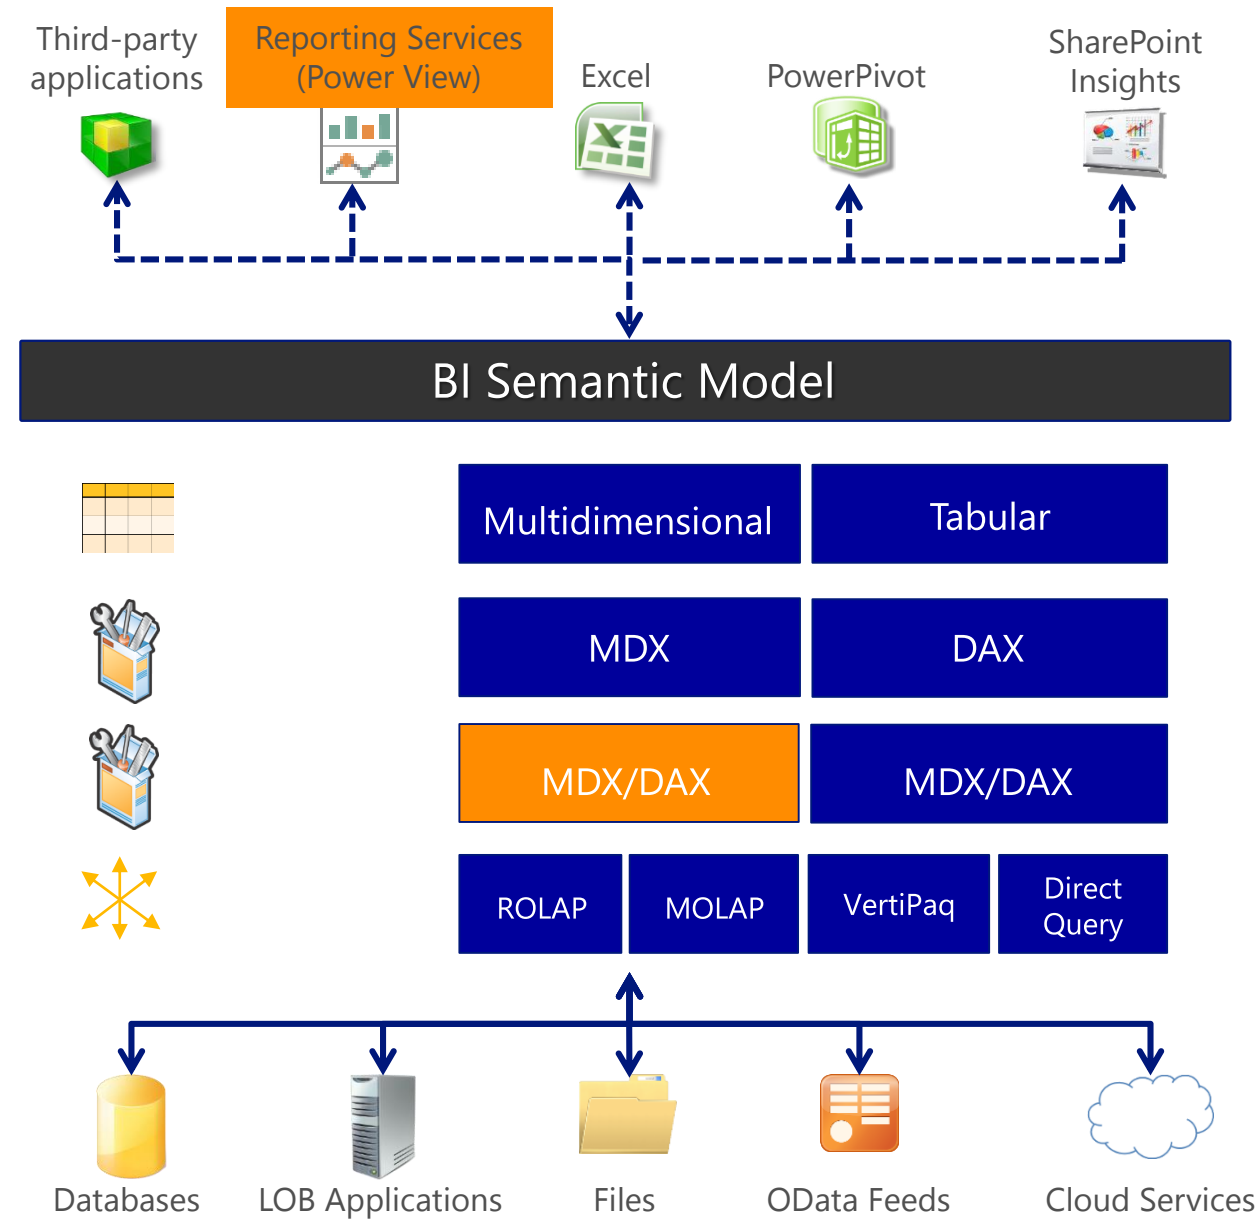 Third-party
applications
Reporting Services
(Power View)
Excel
PowerPivot
SharePoint
Insights
BI Semantic Model
Multidimensional
Tabular
MDX
DAX
MDX/DAX
MDX/DAX
ROLAP
MOLAP
VertiPaq
Direct
Query
Databases
LOB Applications
Files
OData Feeds
Cloud Services